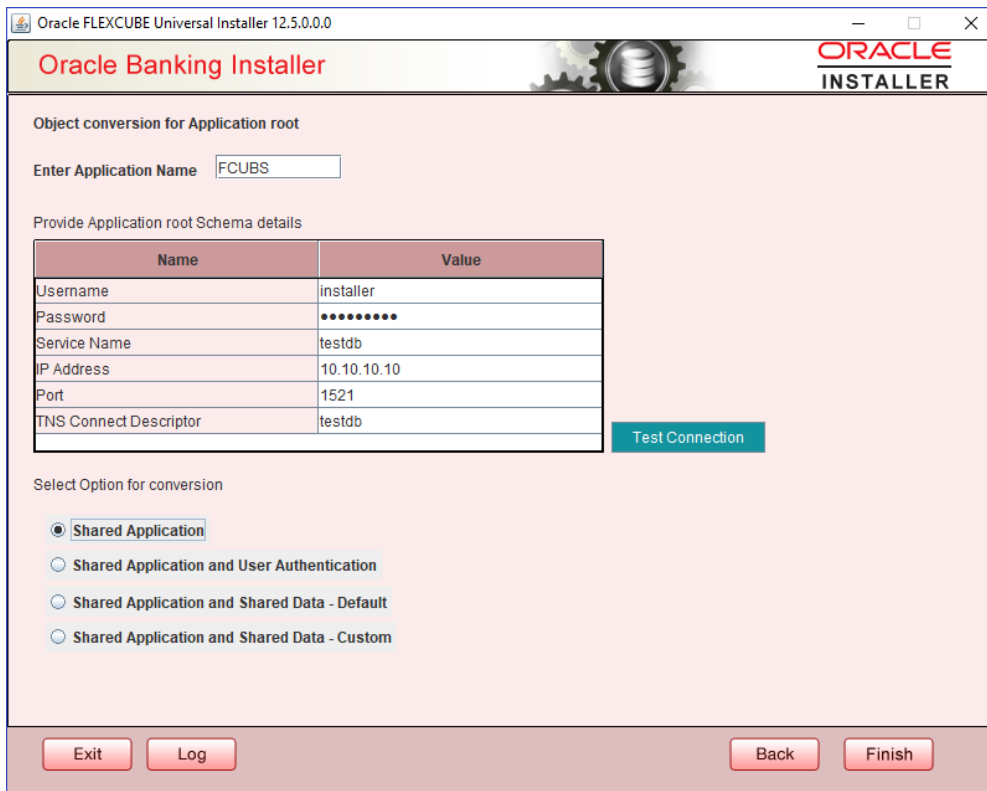 Oracle FLEXCUBE Universal Installer 12.5.0.0.0
Oracle Banking Installer
ORACLE
INSTALLER
Object conversion for Application root
Enter Application Name FCUBS
Provide Application root Schema details
Name Value
Username installer
Password •••••••••
Service Name testdb
IP Address 10.10.10.10
Port 1521
TNS Connect Descriptor testdb
Test Connection
Select Option for conversion
Shared Application
Shared Application and User Authentication
Shared Application and Shared Data - Default
Shared Application and Shared Data - Custom
Exit Log Back Finish